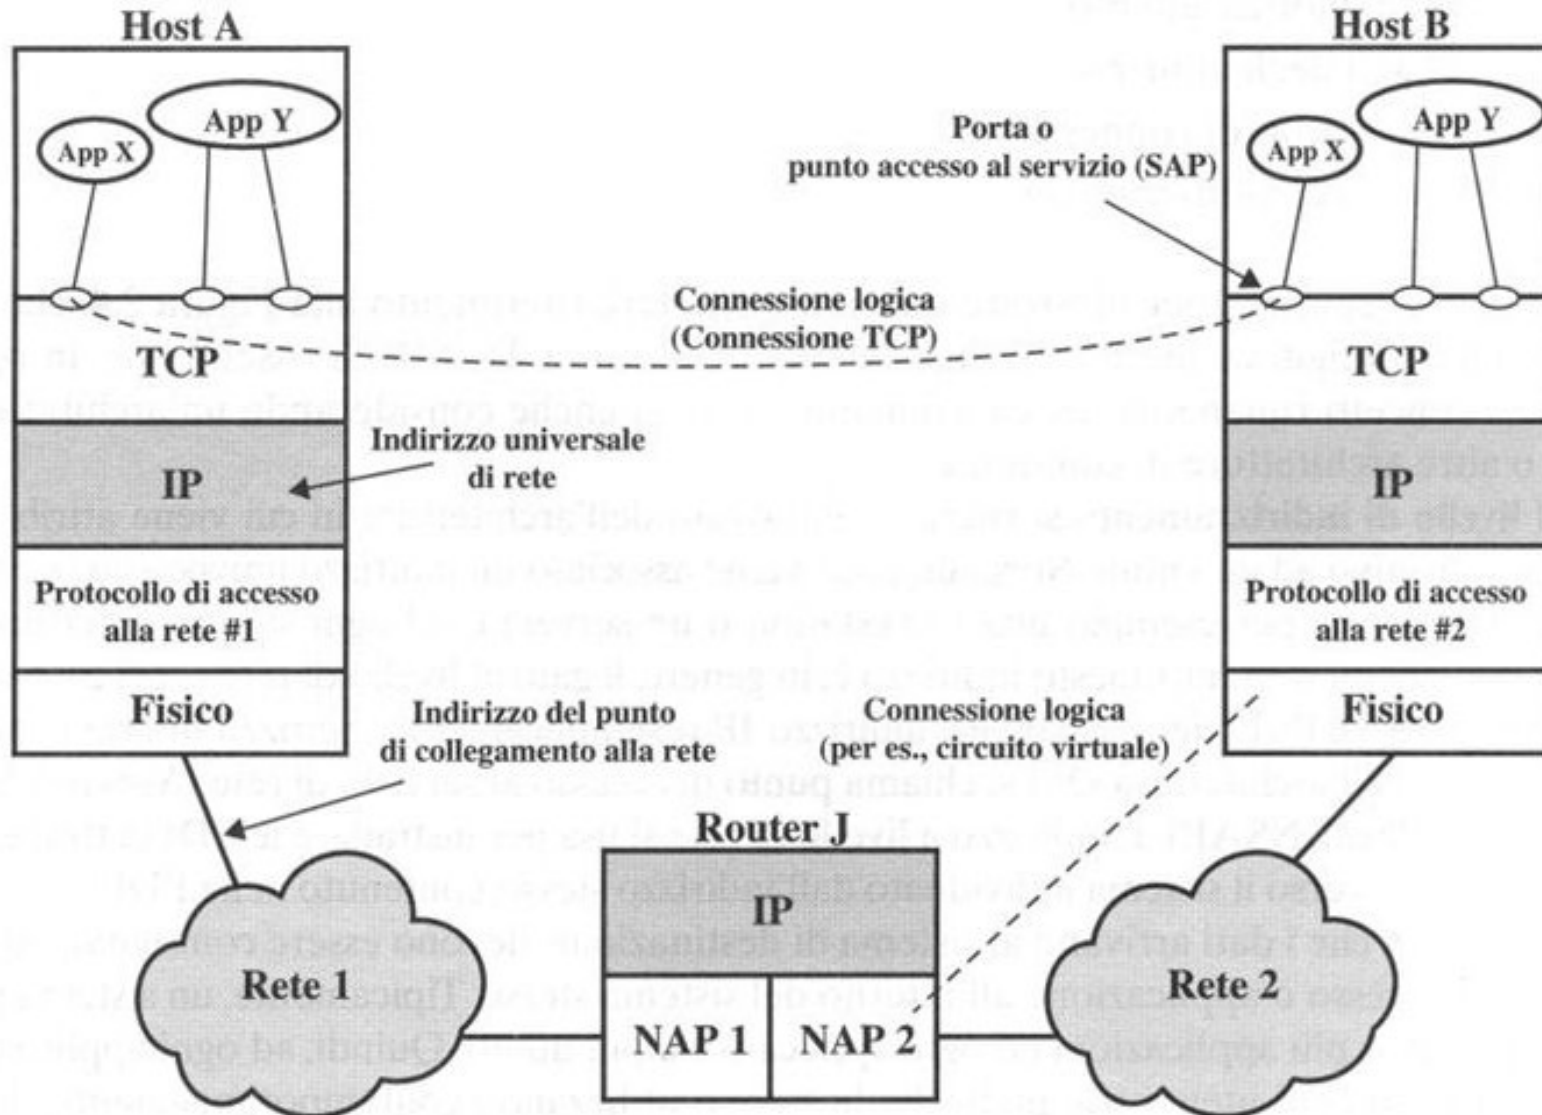 Host A
Host B
App X
App Y
Porta o
punto accesso al servizio (SAP)
App X
App Y
Connessione logica
(Connessione TCP)
TCP
TCP
IP
Indirizzo universale
di rete
IP
Protocollo di accesso
alla rete #1
Protocollo di accesso
alla rete #2
Fisico
Indirizzo del punto
di collegamento alla rete
Connessione logica
(per es., circuito virtuale)
Fisico
Router J
IP
Rete 1
NAP 1
NAP 2
Rete 2